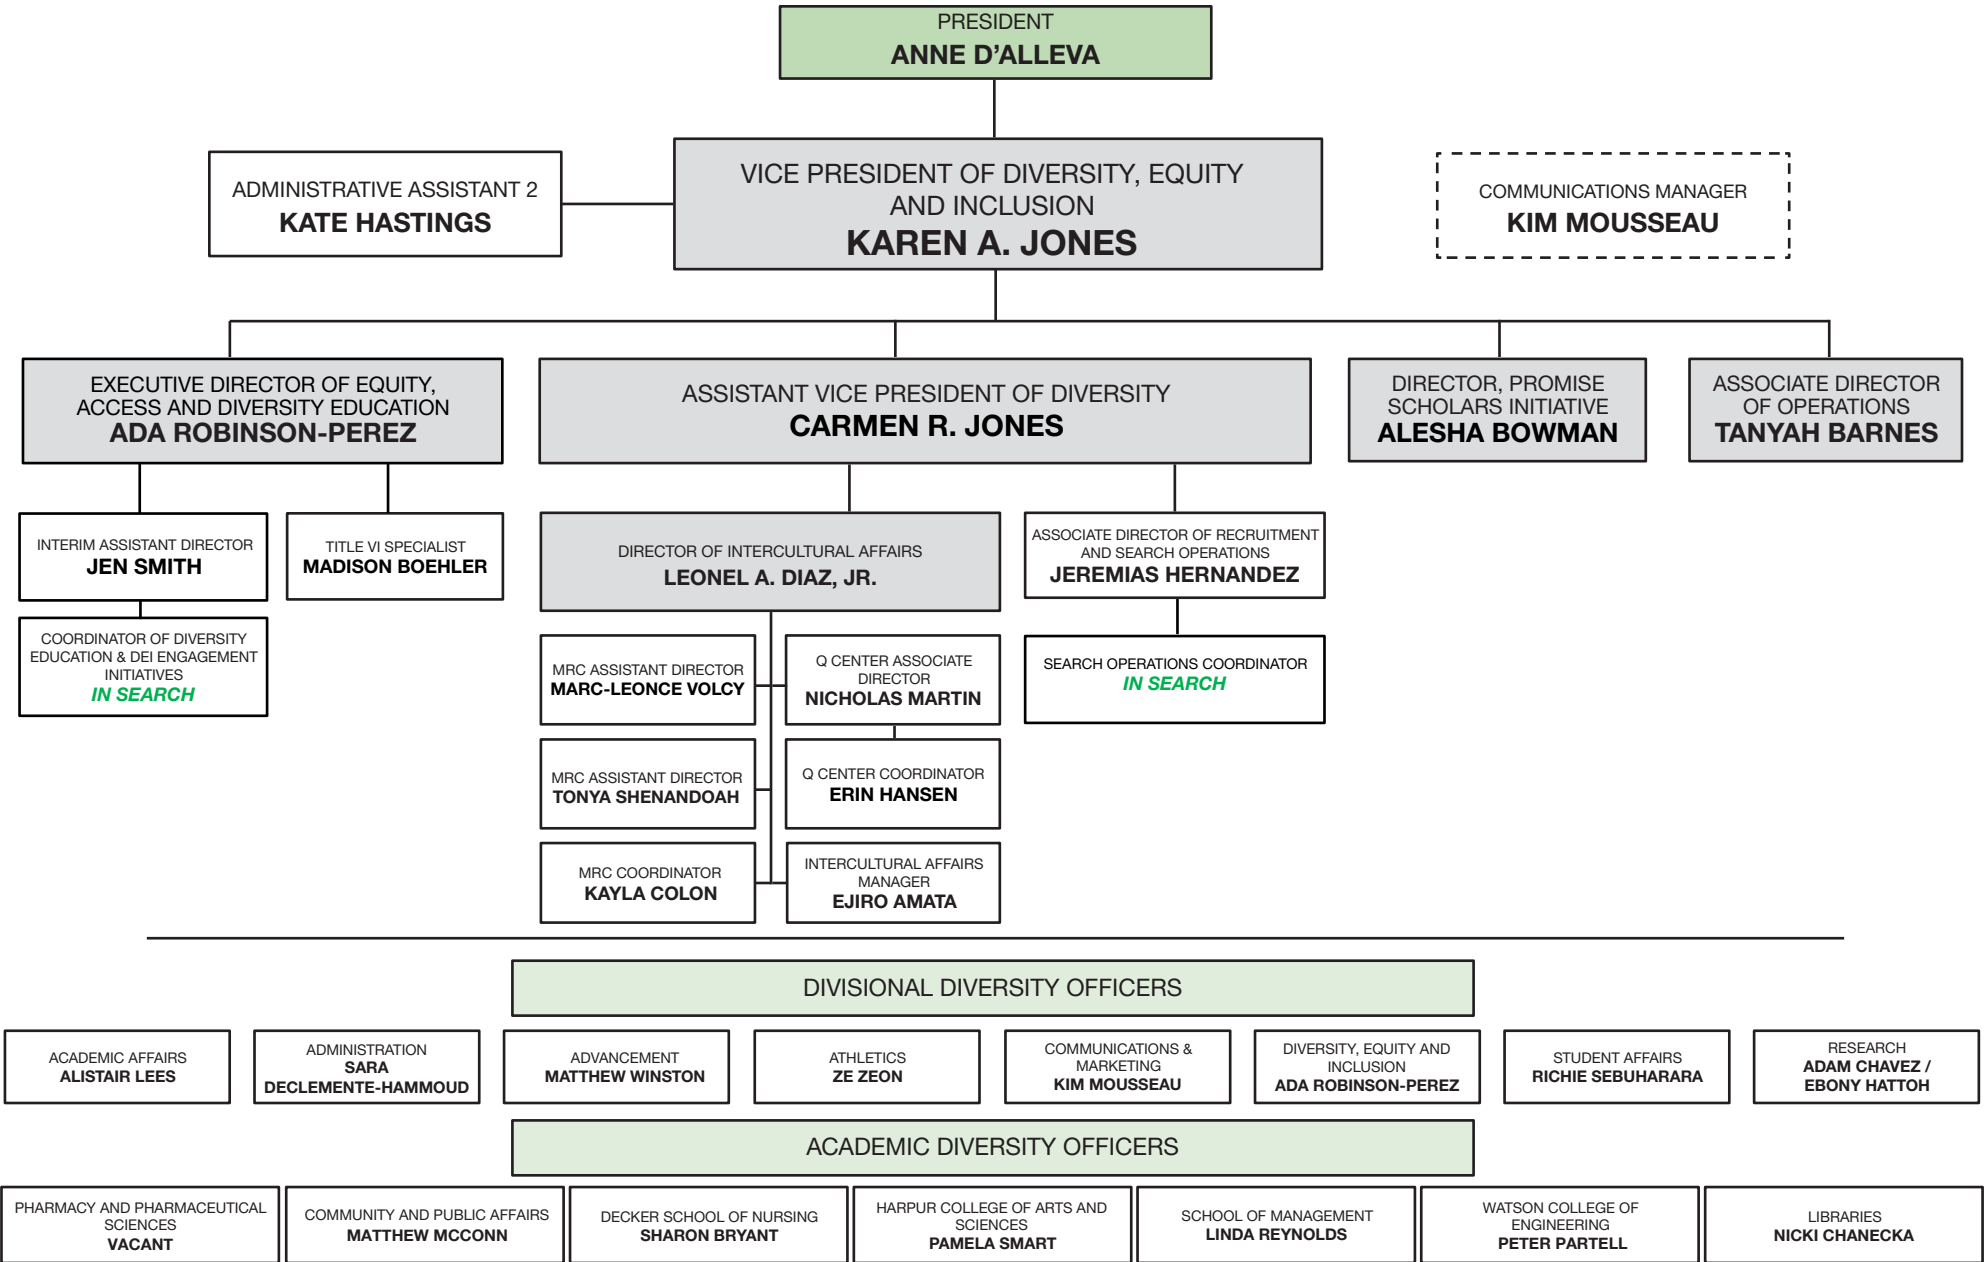 PRESIDENT
ANNE D’ALLEVA
ADMINISTRATIVE ASSISTANT 2
KATE HASTINGS
VICE PRESIDENT OF DIVERSITY, EQUITY
AND INCLUSION
KAREN A. JONES
COMMUNICATIONS MANAGER
KIM MOUSSEAU
EXECUTIVE DIRECTOR OF EQUITY,
ACCESS AND DIVERSITY EDUCATION
ADA ROBINSON-PEREZ
ASSISTANT VICE PRESIDENT OF DIVERSITY
CARMEN R. JONES
DIRECTOR, PROMISE
SCHOLARS INITIATIVE
ALESHA BOWMAN
ASSOCIATE DIRECTOR
OF OPERATIONS
TANYAH BARNES
INTERIM ASSISTANT DIRECTOR
JEN SMITH
TITLE VI SPECIALIST
MADISON BOEHLER
DIRECTOR OF INTERCULTURAL AFFAIRS
LEONEL A. DIAZ, JR.
ASSOCIATE DIRECTOR OF RECRUITMENT
AND SEARCH OPERATIONS
JEREMIAS HERNANDEZ
COORDINATOR OF DIVERSITY
EDUCATION & DEI ENGAGEMENT
INITIATIVES
IN SEARCH
MRC ASSISTANT DIRECTOR
MARC-LEONCE VOLCY
Q CENTER ASSOCIATE
DIRECTOR
NICHOLAS MARTIN
SEARCH OPERATIONS COORDINATOR
IN SEARCH
MRC ASSISTANT DIRECTOR
TONYA SHENANDOAH
Q CENTER COORDINATOR
ERIN HANSEN
MRC COORDINATOR
KAYLA COLON
INTERCULTURAL AFFAIRS
MANAGER
EJIRO AMATA
DIVISIONAL DIVERSITY OFFICERS
ACADEMIC AFFAIRS
ALISTAIR LEES
ADMINISTRATION
SARA
DECLEMENTE-HAMMOUD
ADVANCEMENT
MATTHEW WINSTON
ATHLETICS
ZE ZEON
COMMUNICATIONS &
MARKETING
KIM MOUSSEAU
DIVERSITY, EQUITY AND
INCLUSION
ADA ROBINSON-PEREZ
STUDENT AFFAIRS
RICHIE SEBUHARARA
RESEARCH
ADAM CHAVEZ /
EBONY HATTOH
ACADEMIC DIVERSITY OFFICERS
PHARMACY AND PHARMACEUTICAL
SCIENCES
VACANT
COMMUNITY AND PUBLIC AFFAIRS
MATTHEW MCCONN
DECKER SCHOOL OF NURSING
SHARON BRYANT
HARPUR COLLEGE OF ARTS AND
SCIENCES
PAMELA SMART
SCHOOL OF MANAGEMENT
LINDA REYNOLDS
WATSON COLLEGE OF
ENGINEERING
PETER PARTELL
LIBRARIES
NICKI CHANECKA